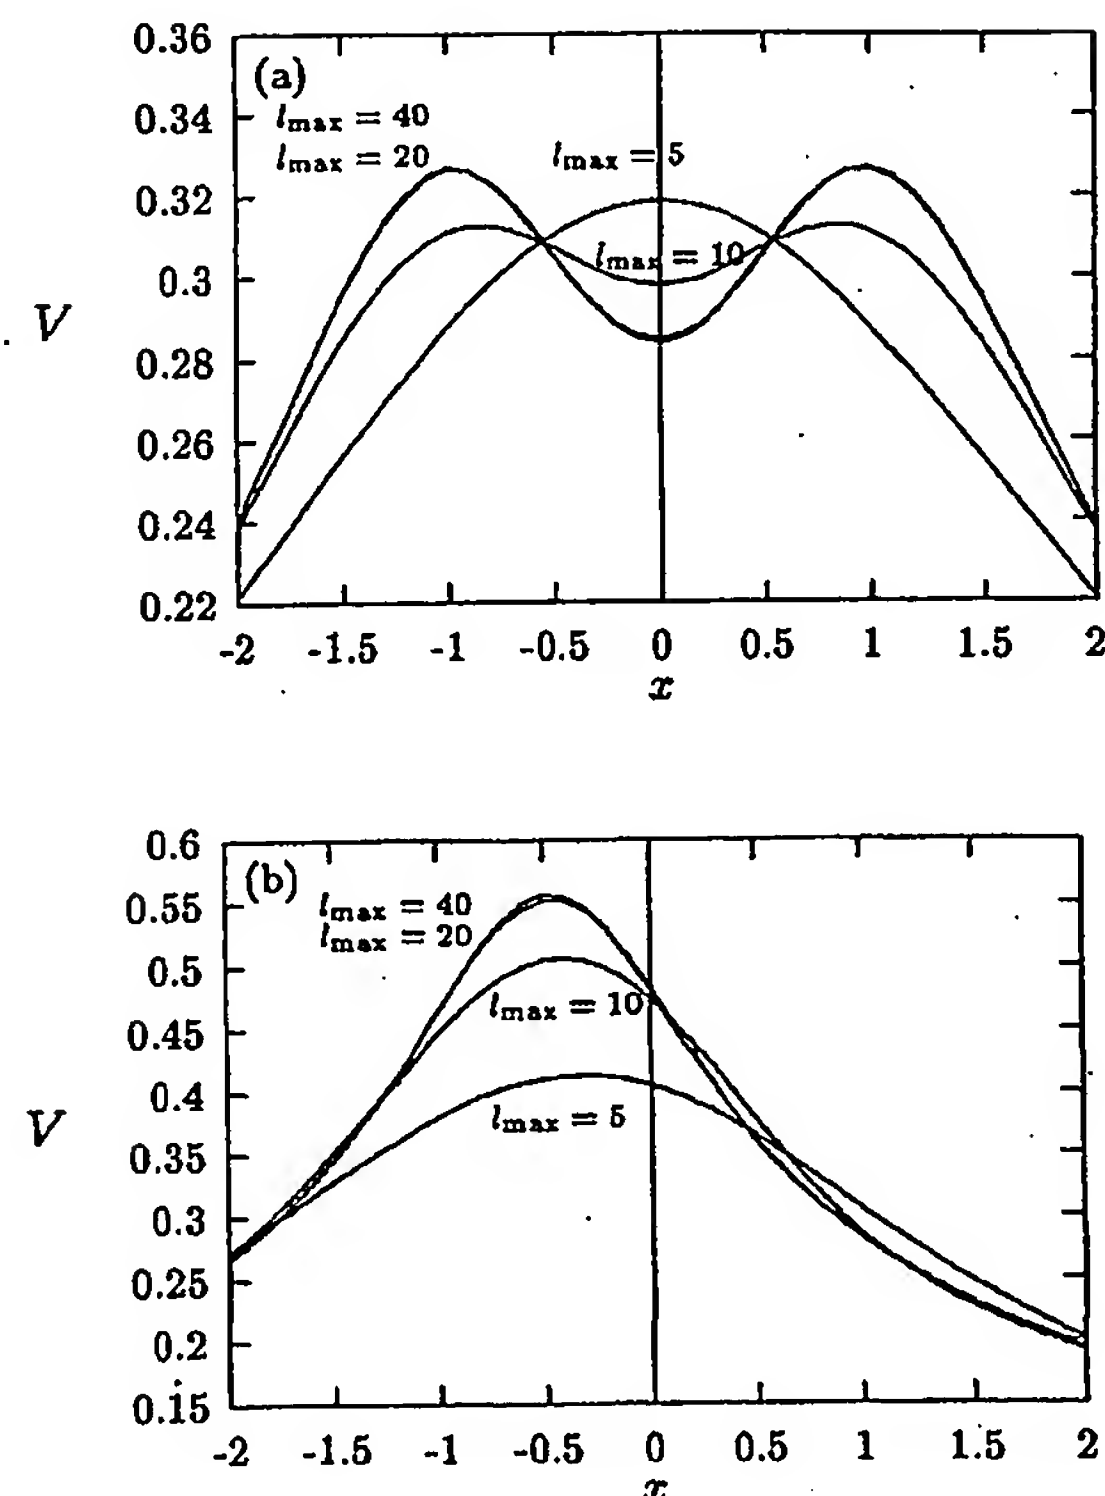 0.36
(a)
l_max = 40
0.34
l_max = 20
l_max = 5
0.32
l_max = 10
0.3
V
0.28
0.26
0.24
0.22
-2 -1.5 -1 -0.5 0 0.5 1 1.5 2
x
0.6
(b)
0.55
l_max = 40
l_max = 20
0.5
l_max = 10
0.45
0.4
l_max = 5
V
0.35
0.3
0.25
0.2
0.15
-2 -1.5 -1 -0.5 0 0.5 1 1.5 2
x